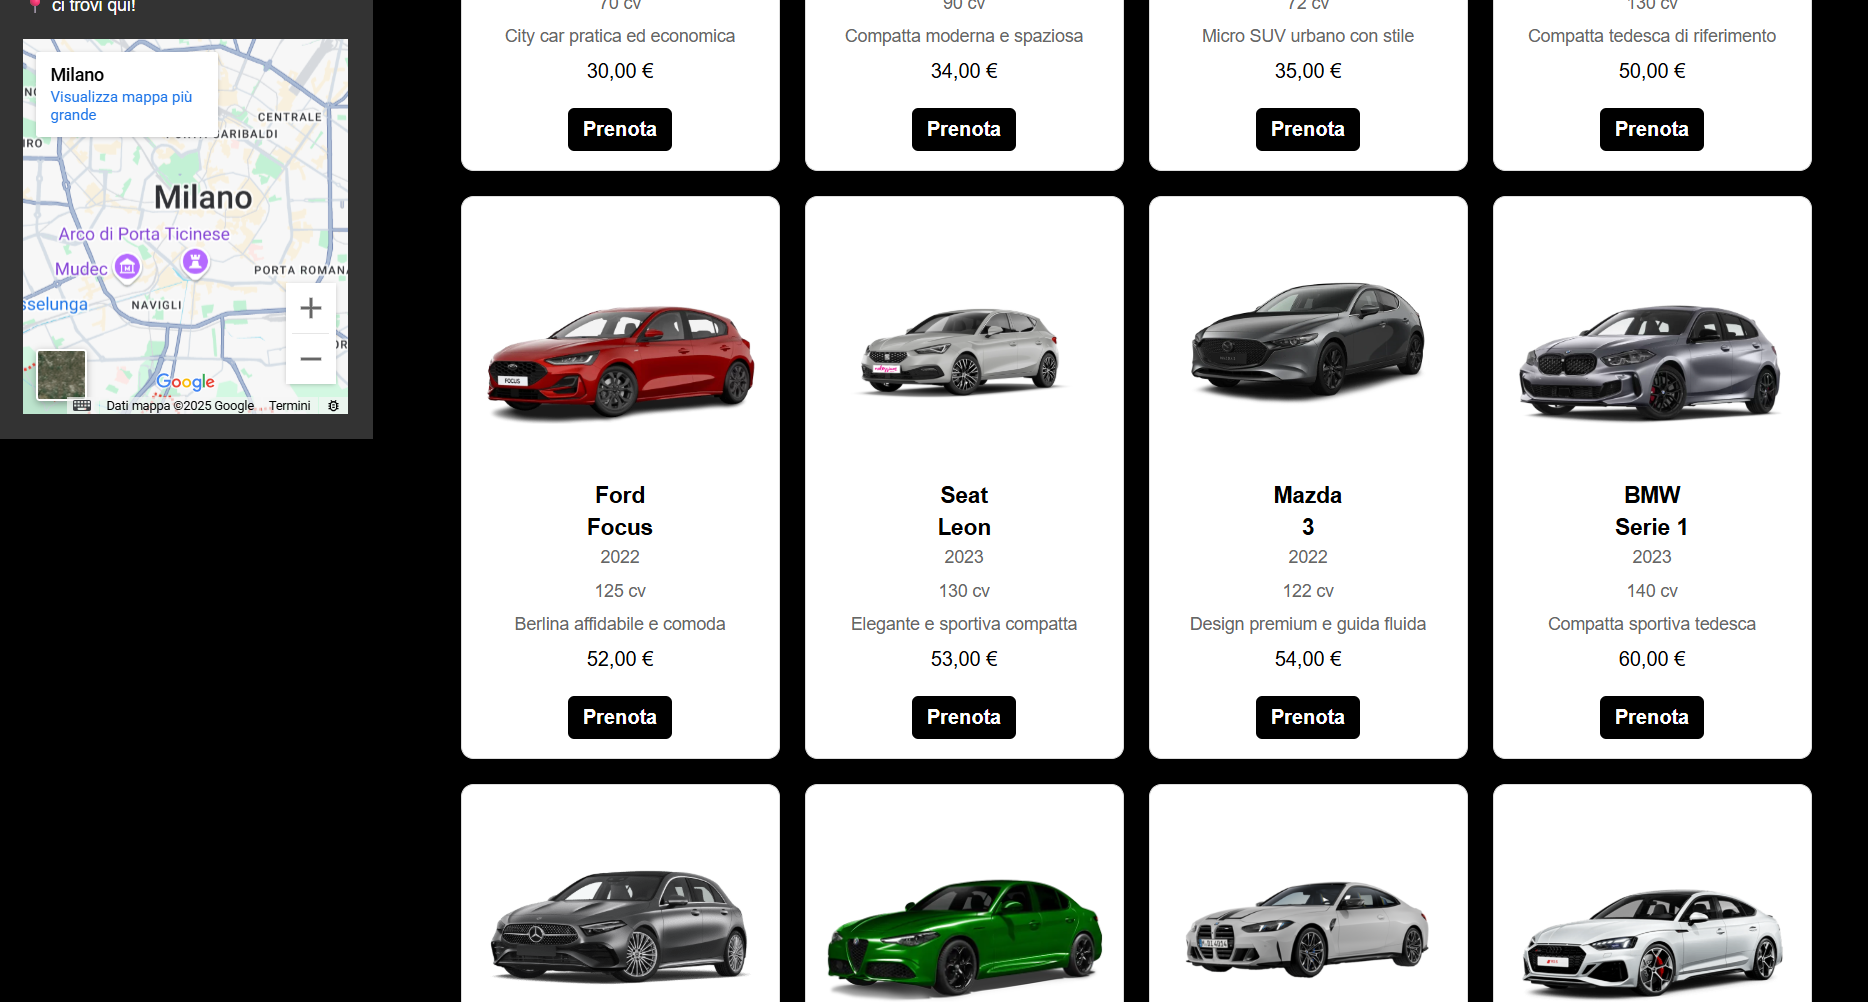 ci trovi qui!
Milano
Visualizza mappa più
grande
CENTRALE
GARIBALDI
Milano
Arco di Porta Ticinese
Mudec
PORTA ROMANA
NAVIGLI
sselunga
Google
Dati mappa ©2025 Google
Termini
70 cv
City car pratica ed economica
30,00 €
Prenota
90 cv
Compatta moderna e spaziosa
34,00 €
Prenota
72 cv
Micro SUV urbano con stile
35,00 €
Prenota
130 cv
Compatta tedesca di riferimento
50,00 €
Prenota
FOCUS
Ford
Focus
2022
125 cv
Berlina affidabile e comoda
52,00 €
Prenota
Seat
Leon
2023
130 cv
Elegante e sportiva compatta
53,00 €
Prenota
Mazda
3
2022
122 cv
Design premium e guida fluida
54,00 €
Prenota
BMW
Serie 1
2023
140 cv
Compatta sportiva tedesca
60,00 €
Prenota